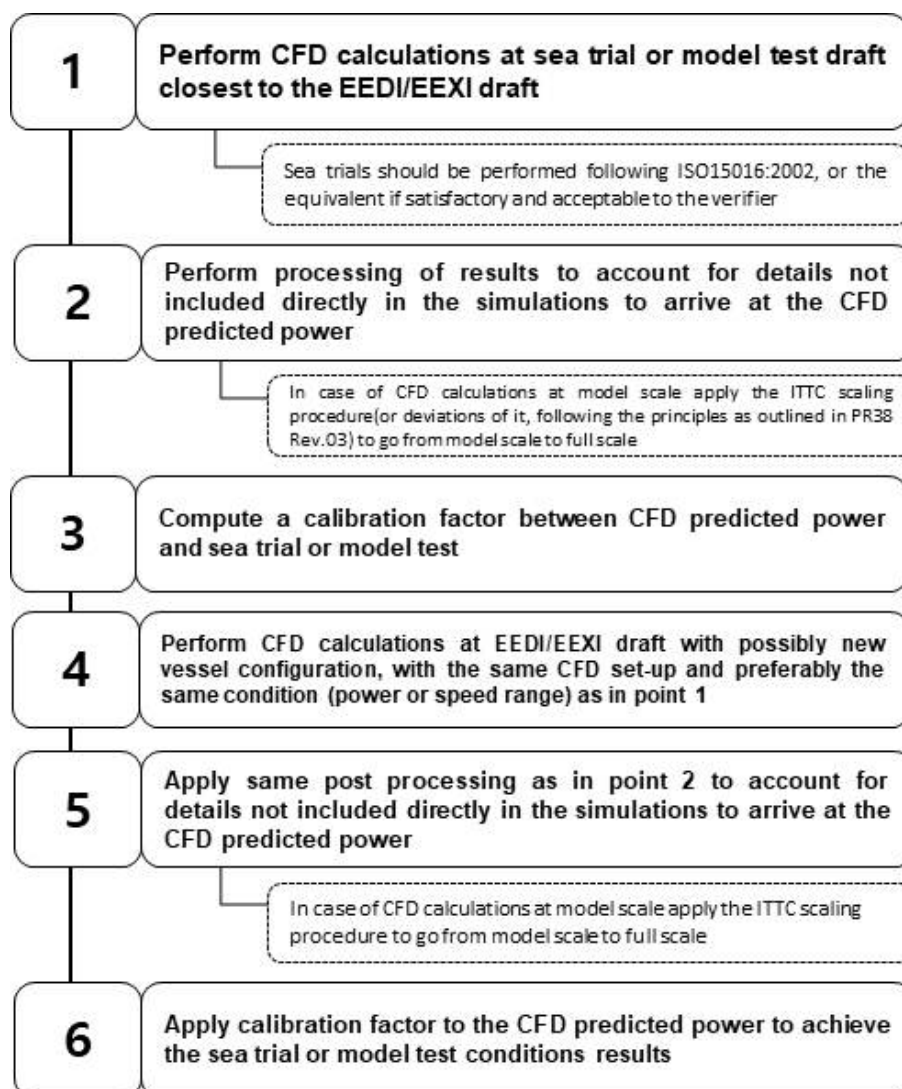 1
Perform CFD calculations at sea trial or model test draft
closest to the EEDI/EEXI draft
Sea trials should be performed following ISO15016:2002, or the
equivalent if satisfactory and acceptable to the verifier
2
Perform processing of results to account for details not
included directly in the simulations to arrive at the CFD
predicted power
In case of CFD calculations at model scale apply the ITTC scaling
procedure(or deviations of it, following the principles as outlined in PR38
Rev.03) to go from model scale to full scale
3
Compute a calibration factor between CFD predicted power
and sea trial or model test
4
Perform CFD calculations at EEDI/EEXI draft with possibly new
vessel configuration, with the same CFD set-up and preferably the
same condition (power or speed range) as in point 1
5
Apply same post processing as in point 2 to account for
details not included directly in the simulations to arrive at the
CFD predicted power
In case of CFD calculations at model scale apply the ITTC scaling
procedure to go from model scale to full scale
6
Apply calibration factor to the CFD predicted power to achieve
the sea trial or model test conditions results